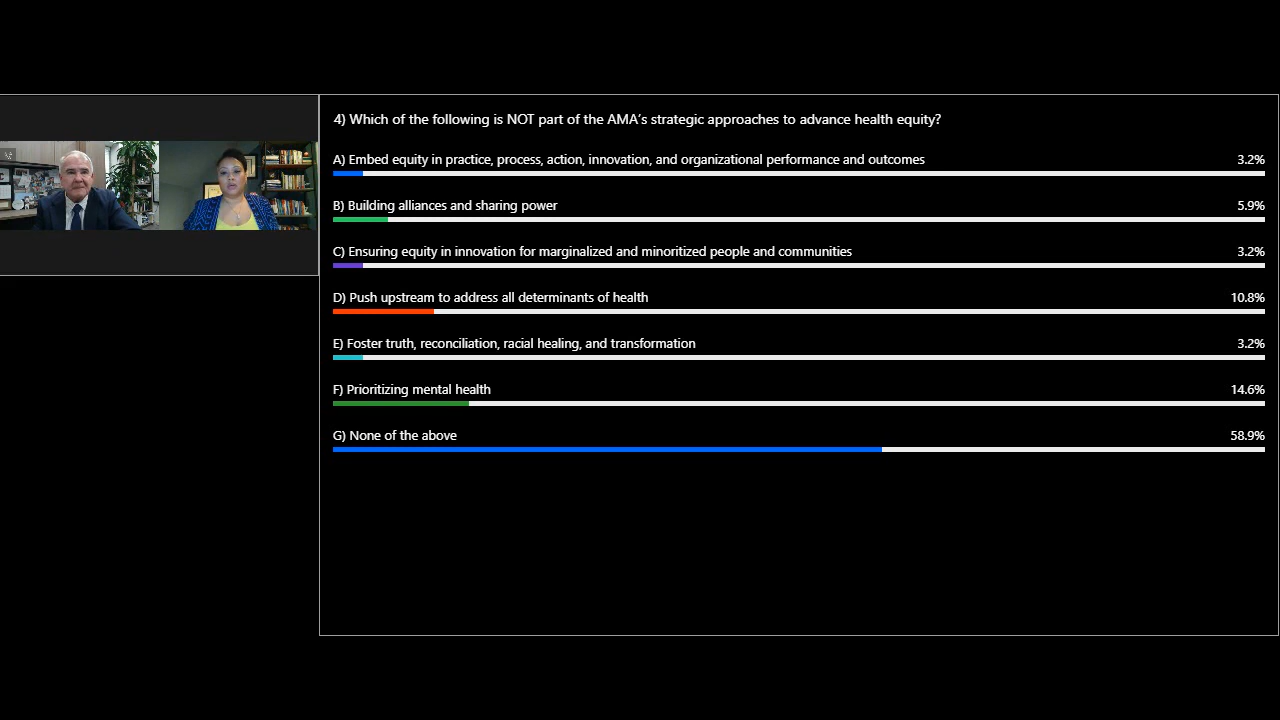 4) Which of the following is NOT part of the AMA’s strategic approaches to advance health equity?
A) Embed equity in practice, process, action, innovation, and organizational performance and outcomes 3.2%
B) Building alliances and sharing power 5.9%
C) Ensuring equity in innovation for marginalized and minoritized people and communities 3.2%
D) Push upstream to address all determinants of health 10.8%
E) Foster truth, reconciliation, racial healing, and transformation 3.2%
F) Prioritizing mental health 14.6%
G) None of the above 58.9%